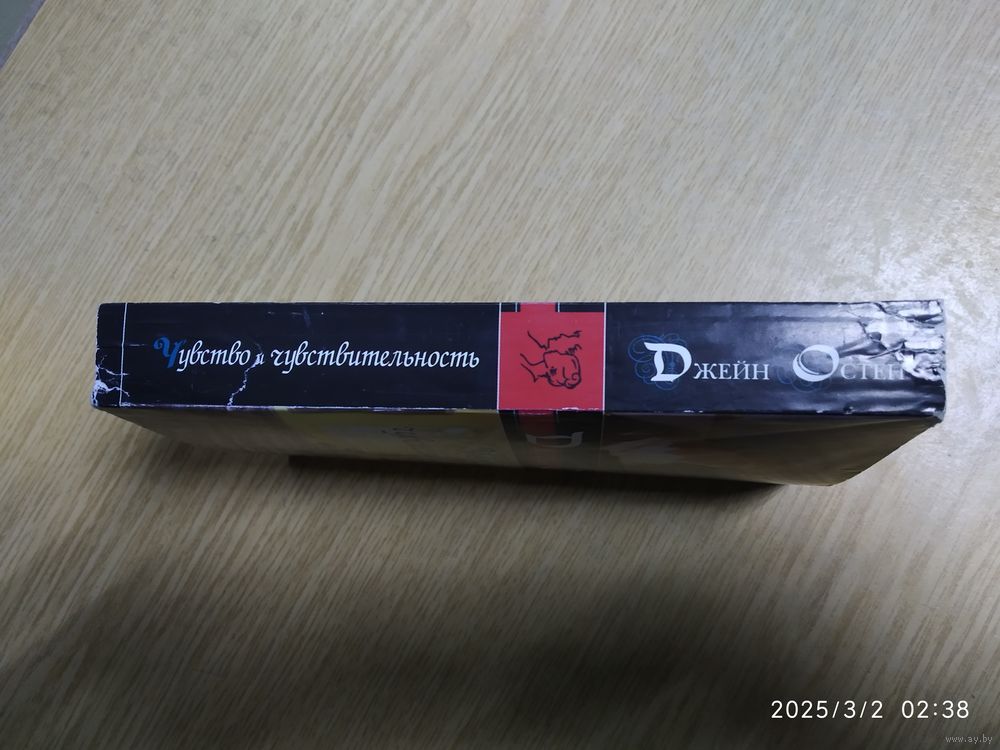 Чувство и чувствительность
Джейн Остен
2025/3/2 02:38
www.ay.by